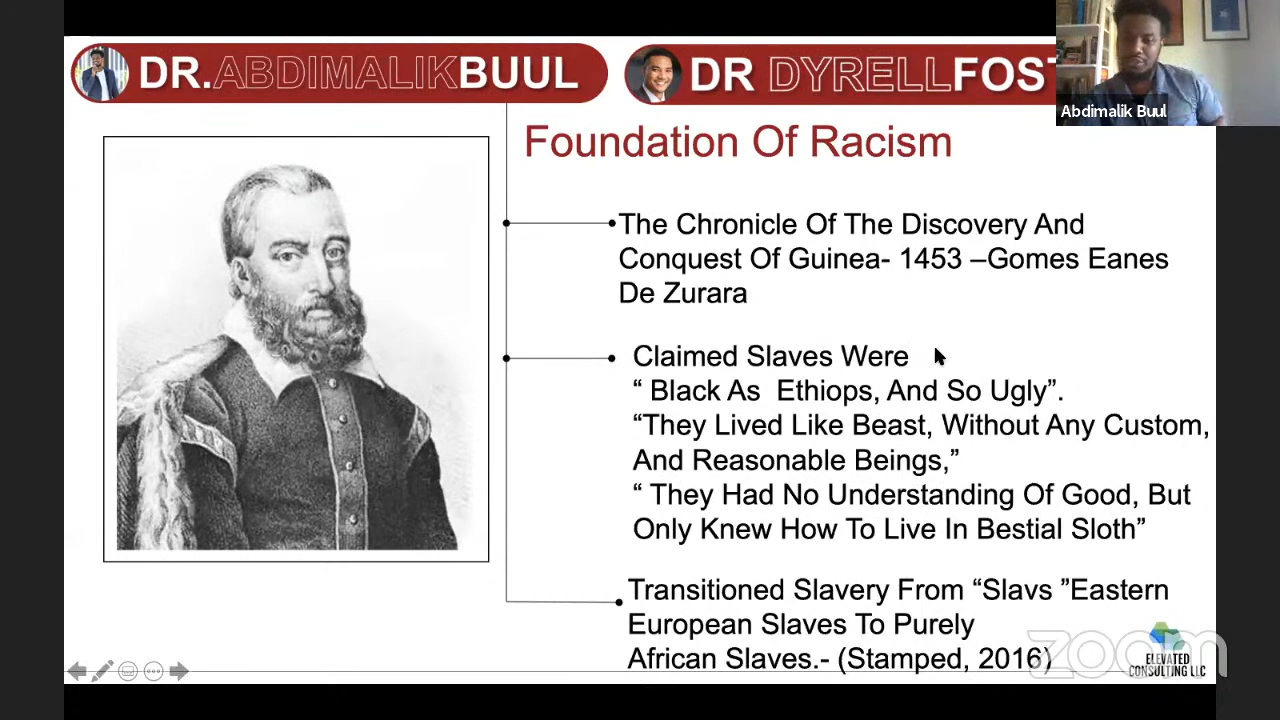 DR.ABDIMALIKBUUL
DR DYRELLFOST
Abdimalik Buul
Foundation Of Racism
The Chronicle Of The Discovery And
Conquest Of Guinea- 1453 –Gomes Eanes
De Zurara
Claimed Slaves Were
“ Black As  Ethiops, And So Ugly”.
“They Lived Like Beast, Without Any Custom,
And Reasonable Beings,”
“ They Had No Understanding Of Good, But
Only Knew How To Live In Bestial Sloth”
Transitioned Slavery From “Slavs ”Eastern
European Slaves To Purely
African Slaves.- (Stamped, 2016)
zoom
ELEVATED
CONSULTING LLC